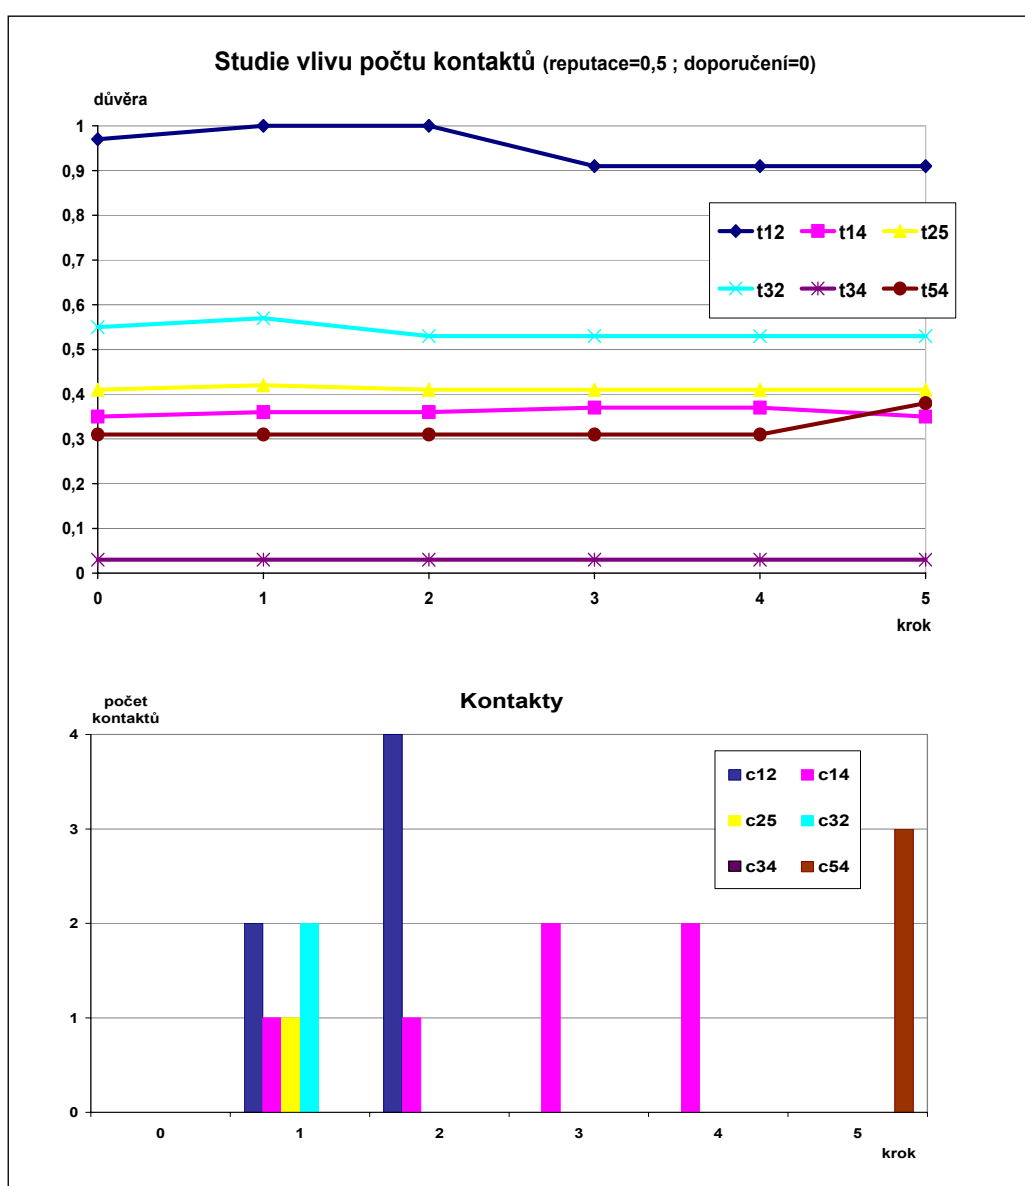 Studie vlivu počtu kontaktů (reputace=0,5 ; doporučení=0)
důvěra
1
0,9
0,8
0,7
0,6
0,5
0,4
0,3
0,2
0,1
0
0 1 2 3 4 5
krok
t12 t14 t25
t32 t34 t54
Kontakty
počet
kontaktů
4
3
2
1
0
0 1 2 3 4 5
krok
c12 c14
c25 c32
c34 c54